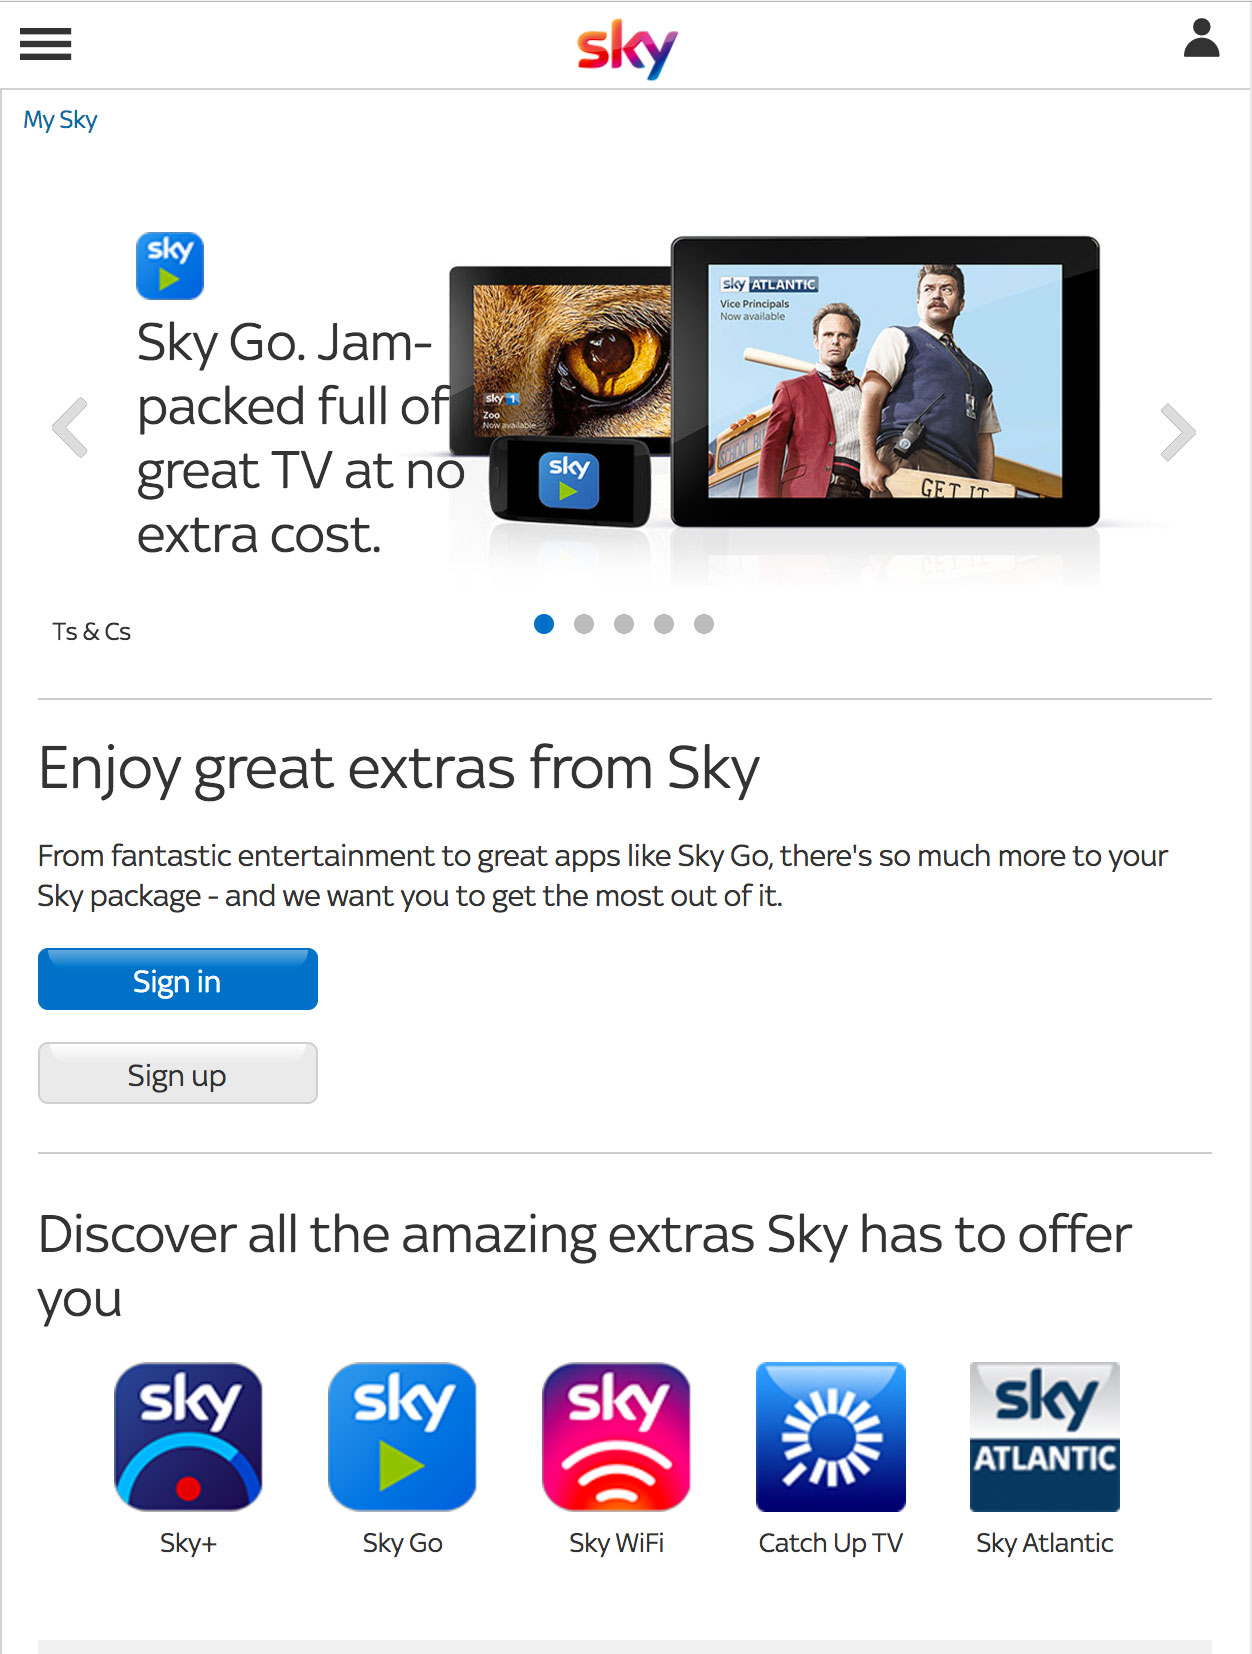 sky
My Sky
sky
Sky Go. Jam-
packed full of
great TV at no
extra cost.
sky 1
Zoo
Now available
sky
sky ATLANTIC
Vice Principals
Now available
SCHOOL BU
GET IT
Ts & Cs
Enjoy great extras from Sky
From fantastic entertainment to great apps like Sky Go, there's so much more to your
Sky package - and we want you to get the most out of it.
Sign in
Sign up
Discover all the amazing extras Sky has to offer
you
sky
sky
sky
sky
ATLANTIC
Sky+
Sky Go
Sky WiFi
Catch Up TV
Sky Atlantic